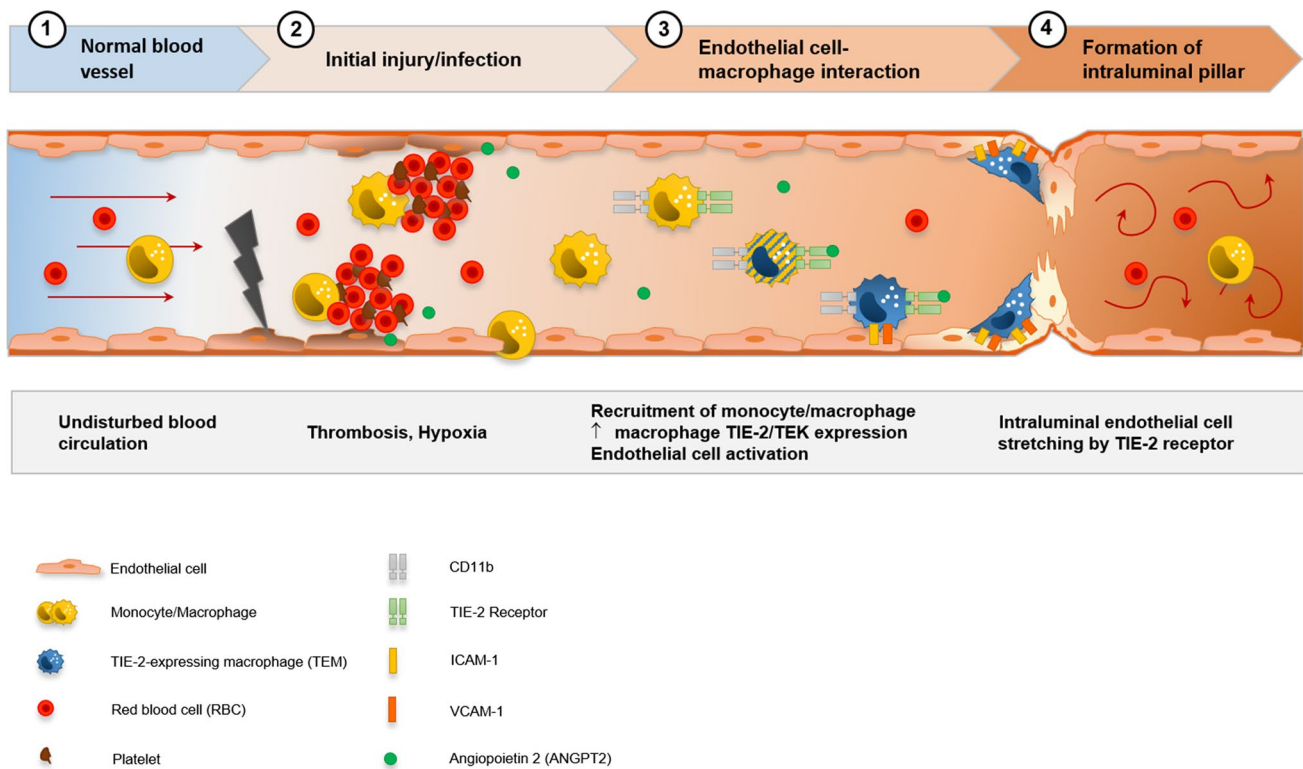 1
Normal blood
vessel
2
Initial injury/infection
3
Endothelial cell-
macrophage interaction
4
Formation of
intraluminal pillar
Undisturbed blood
circulation
Thrombosis, Hypoxia
Recruitment of monocyte/macrophage
↑ macrophage TIE-2/TEK expression
Endothelial cell activation
Intraluminal endothelial cell
stretching by TIE-2 receptor
Endothelial cell
Monocyte/Macrophage
TIE-2-expressing macrophage (TEM)
Red blood cell (RBC)
Platelet
CD11b
TIE-2 Receptor
ICAM-1
VCAM-1
Angiopoietin 2 (ANGPT2)